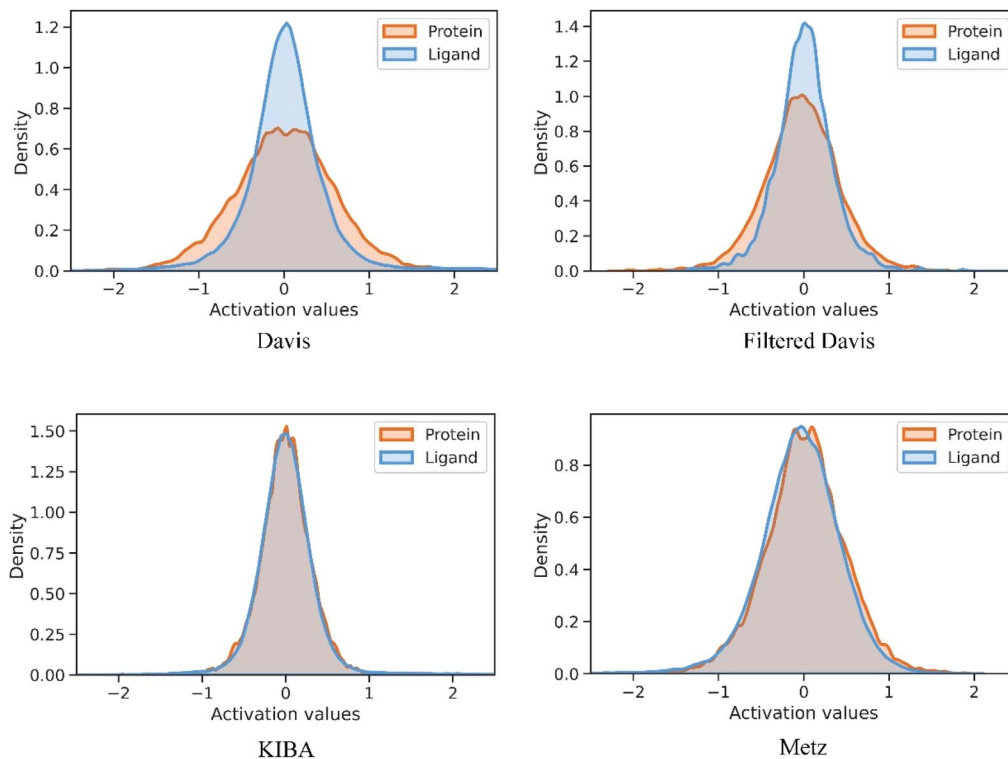 Protein
Ligand
1.2
1.0
0.8
0.6
0.4
0.2
0.0
Density
−2 −1 0 1 2
Activation values
Davis
Protein
Ligand
1.4
1.2
1.0
0.8
0.6
0.4
0.2
0.0
Density
−2 −1 0 1 2
Activation values
Filtered Davis
Protein
Ligand
1.50
1.25
1.00
0.75
0.50
0.25
0.00
Density
−2 −1 0 1 2
Activation values
KIBA
Protein
Ligand
0.8
0.6
0.4
0.2
0.0
Density
−2 −1 0 1 2
Activation values
Metz